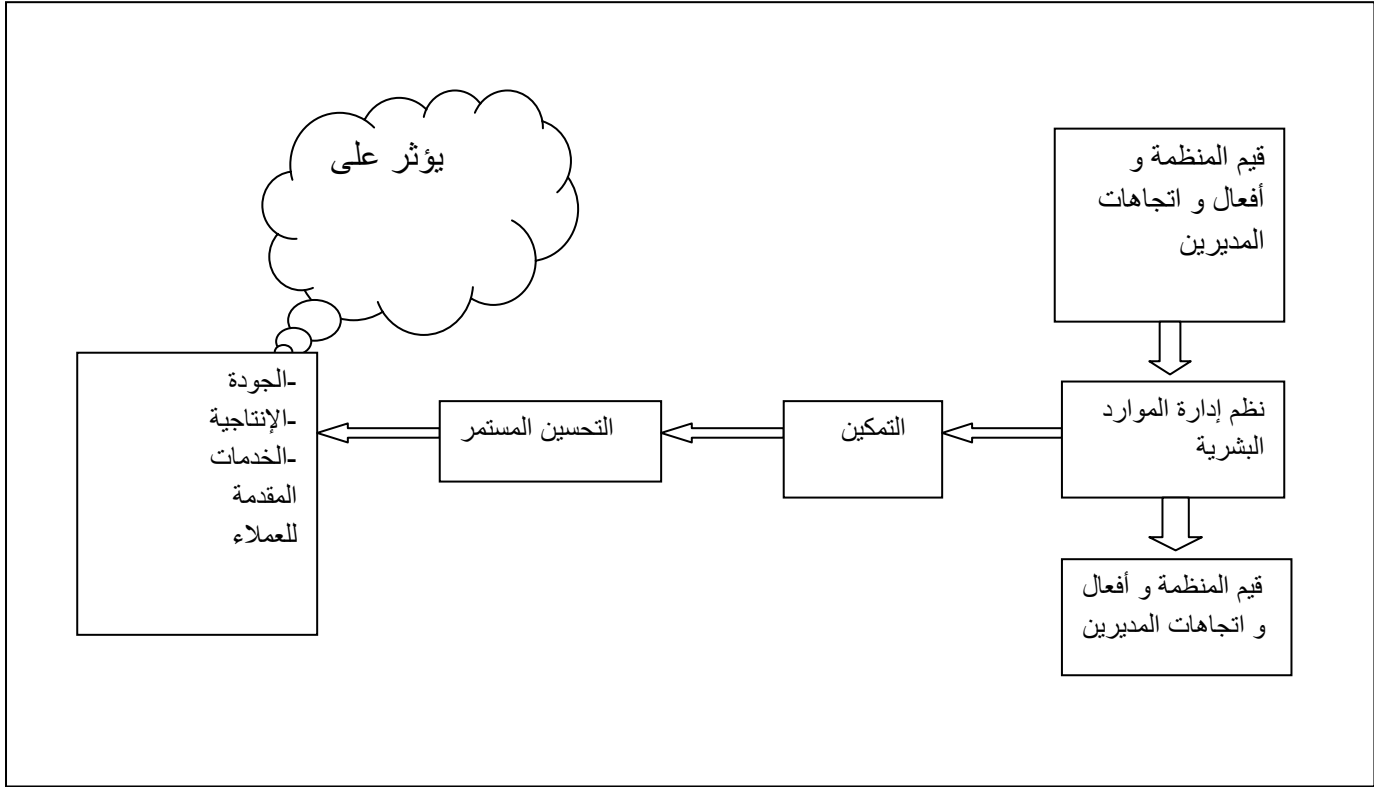 يؤثر على
قيم المنظمة و
أفعال و اتجاهات
المديرين
نظم إدارة الموارد
البشرية
التمكين
التحسين المستمر
-الجودة
-الإنتاجية
-الخدمات
المقدمة
للعملاء
قيم المنظمة و أفعال
و اتجاهات المديرين